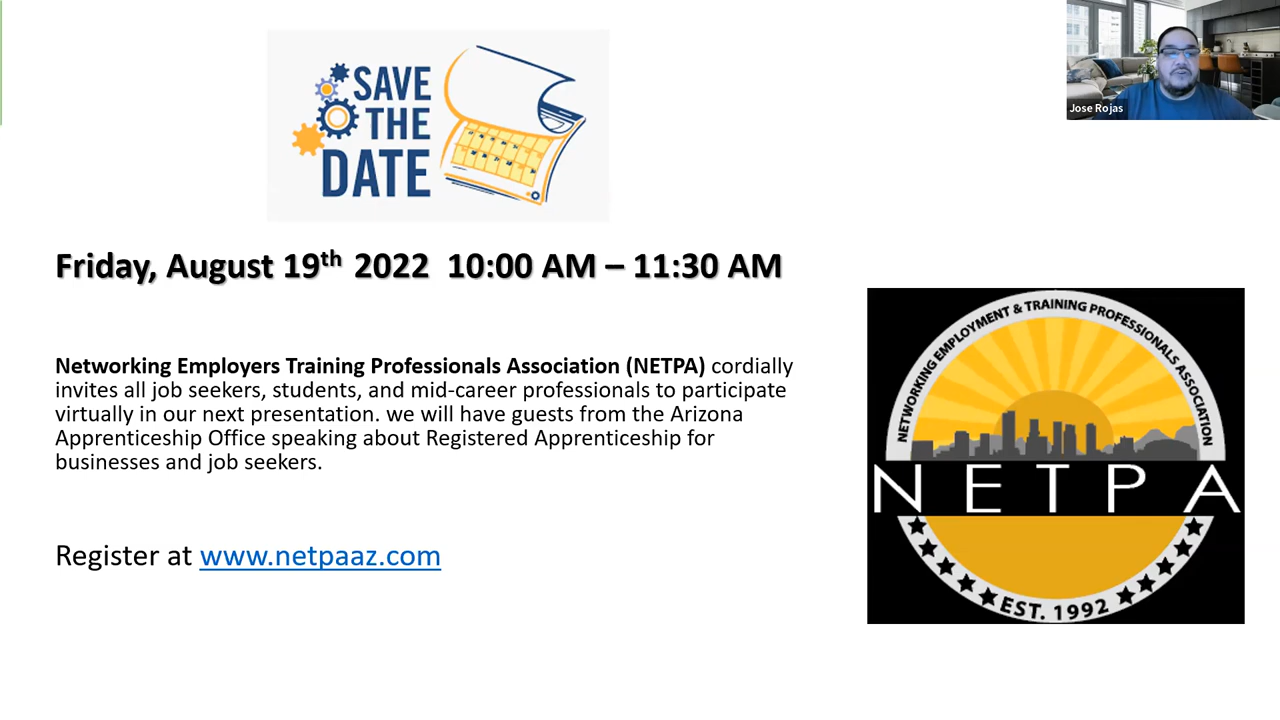 SAVE
THE
DATE
Jose Rojas
Friday, August 19th 2022 10:00 AM – 11:30 AM
Networking Employers Training Professionals Association (NETPA) cordially
invites all job seekers, students, and mid-career professionals to participate
virtually in our next presentation. we will have guests from the Arizona
Apprenticeship Office speaking about Registered Apprenticeship for
businesses and job seekers.
Register at www.netpaaz.com
NETWORKING EMPLOYMENT & TRAINING PROFESSIONALS ASSOCIATION
NETPA
EST. 1992